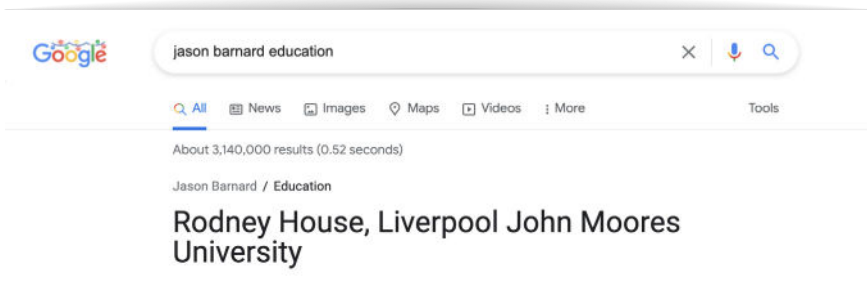 Google
jason barnard education
All News Images Maps Videos More Tools
About 3,140,000 results (0.52 seconds)
Jason Barnard / Education
Rodney House, Liverpool John Moores
University